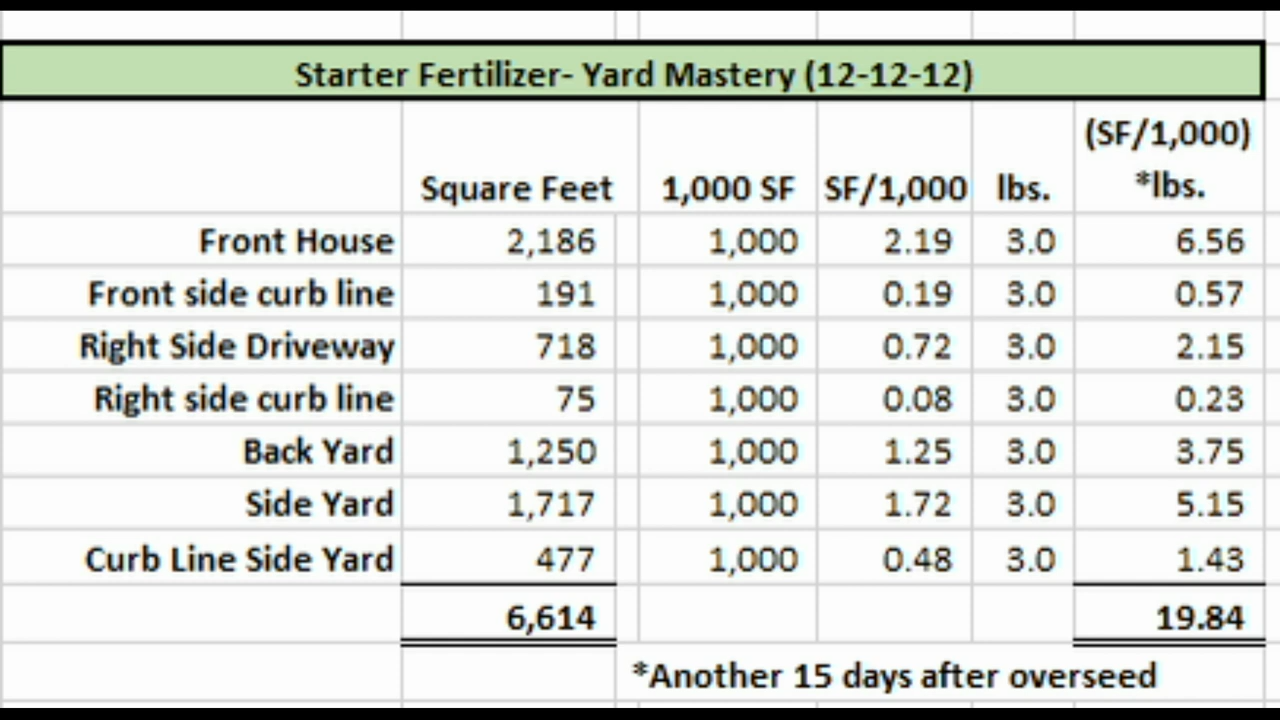 Starter Fertilizer- Yard Mastery (12-12-12)
Square Feet 1,000 SF SF/1,000 lbs. (SF/1,000) *lbs.
Front House 2,186 1,000 2.19 3.0 6.56
Front side curb line 191 1,000 0.19 3.0 0.57
Right Side Driveway 718 1,000 0.72 3.0 2.15
Right side curb line 75 1,000 0.08 3.0 0.23
Back Yard 1,250 1,000 1.25 3.0 3.75
Side Yard 1,717 1,000 1.72 3.0 5.15
Curb Line Side Yard 477 1,000 0.48 3.0 1.43
6,614 19.84
*Another 15 days after overseed